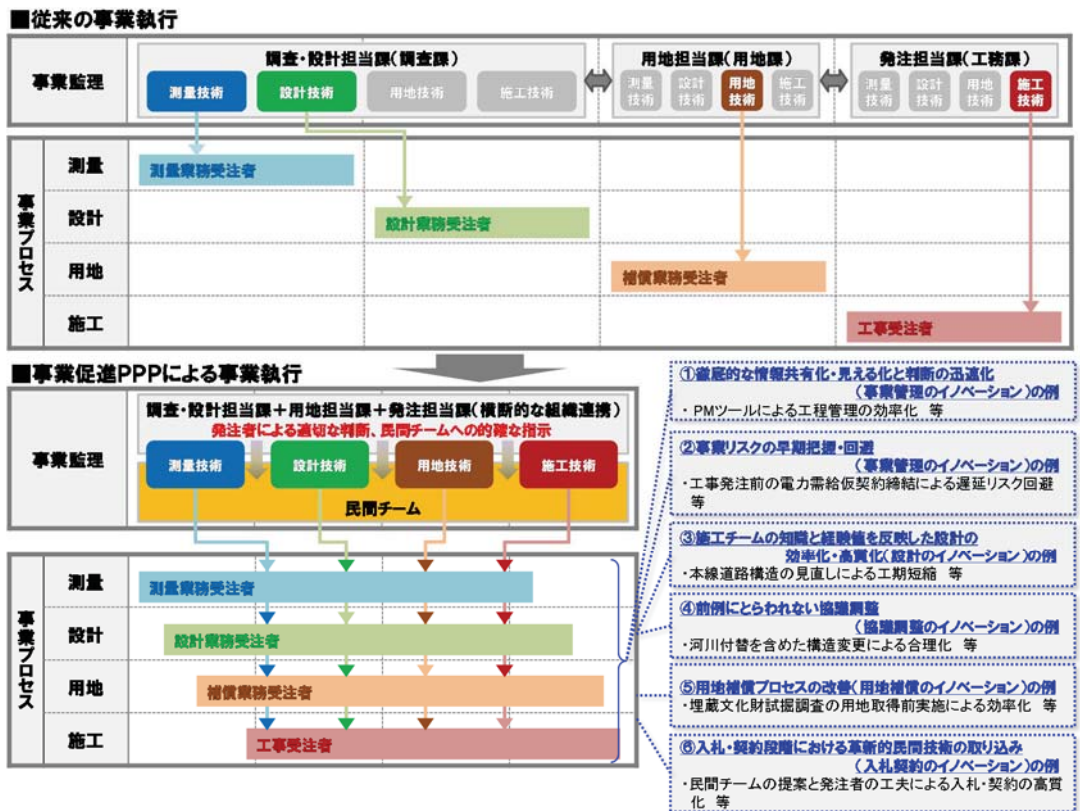 ■従来の事業執行
事業監理
調査・設計担当課(調査課)
測量技術
設計技術
用地技術
施工技術
用地担当課(用地課)
測量
技術
設計
技術
用地
技術
施工
技術
発注担当課(工務課)
測量
技術
設計
技術
用地
技術
施工
技術
事業プロセス
測量
測量業務受注者
設計
設計業務受注者
用地
補償業務受注者
施工
工事受注者
■事業促進PPPによる事業執行
事業監理
調査・設計担当課+用地担当課+発注担当課(横断的な組織連携)
発注者による適切な判断、民間チームへの的確な指示
測量技術
設計技術
用地技術
施工技術
民間チーム
事業プロセス
測量
測量業務受注者
設計
設計業務受注者
用地
補償業務受注者
施工
工事受注者
①徹底的な情報共有化・見える化と判断の迅速化
(事業管理のイノベーション)の例
・PMツールによる工程管理の効率化 等
②事業リスクの早期把握・回避
(事業管理のイノベーション)の例
・工事発注前の電力需給仮契約締結による遅延リスク回避
等
③施工チームの知識と経験値を反映した設計の
効率化・高質化(設計のイノベーション)の例
・本線道路構造の見直しによる工期短縮 等
④前例にとらわれない協議調整
(協議調整のイノベーション)の例
・河川付替を含めた構造変更による合理化 等
⑤用地補償プロセスの改善(用地補償のイノベーション)の例
・埋蔵文化財試掘調査の用地取得前実施による効率化 等
⑥入札・契約段階における革新的民間技術の取り込み
(入札契約のイノベーション)の例
・民間チームの提案と発注者の工夫による入札・契約の高質
化 等